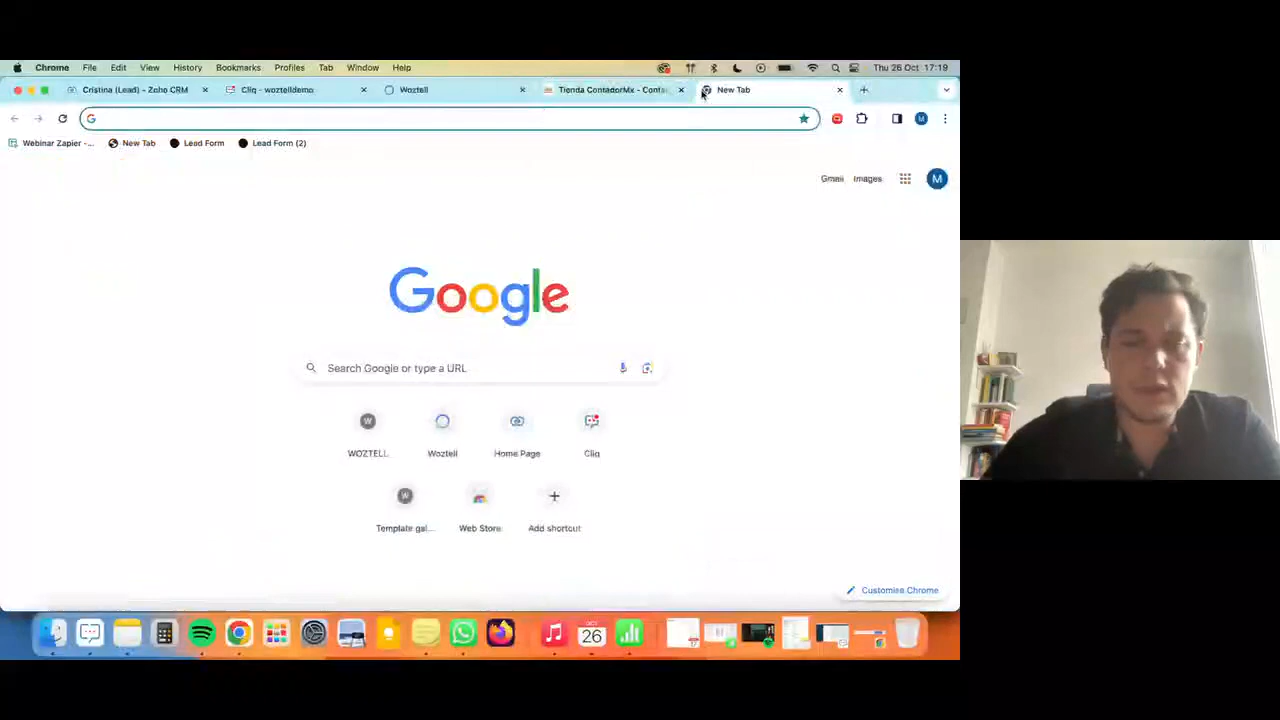 Chrome File Edit View History Bookmarks Profiles Tab Window Help Thu 26 Oct 17:19
Cristina (Lead) - Zoho CRM Cliq - woztelldemo Woztell Tienda ContadorMx - Conta New Tab
Webinar Zapier -... New Tab Lead Form Lead Form (2)
M
Gmail Images M
Google
Search Google or type a URL
W
WOZTELL Woztell Home Page Cliq
W
Template gal... Web Store Add shortcut
Customise Chrome
OCT
26
17